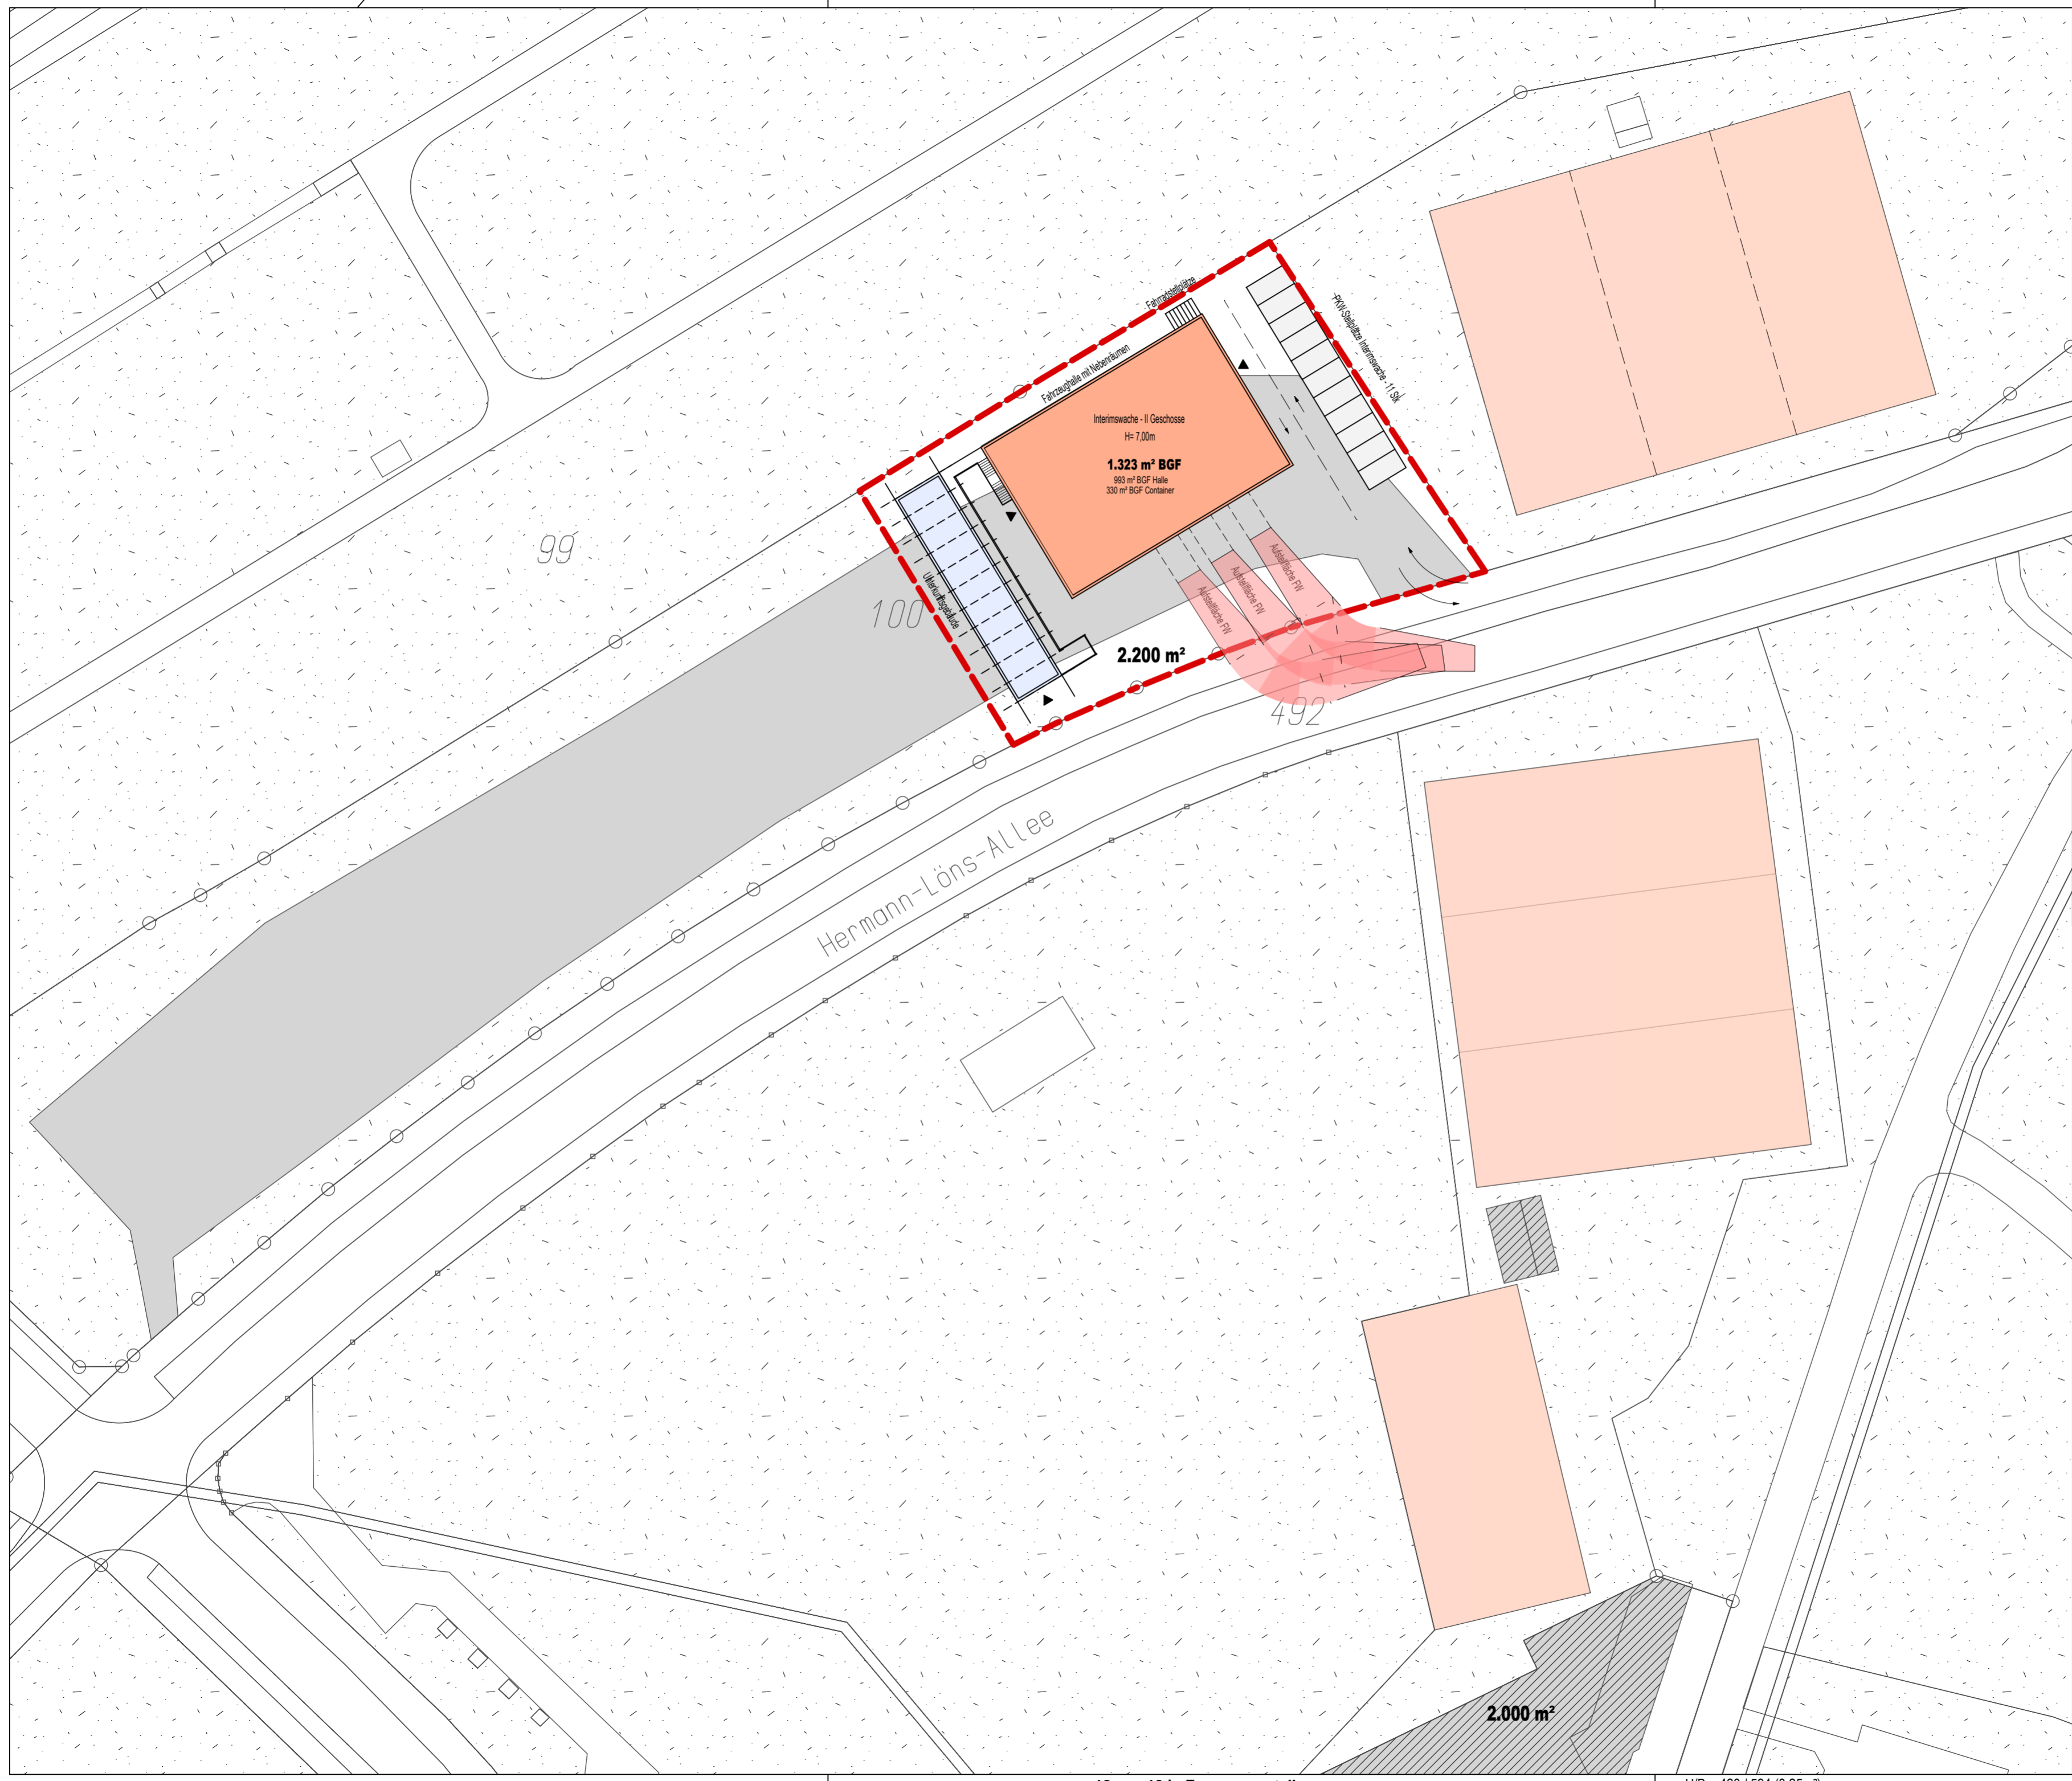 Fahrradstellplätze
PKW-Stellplätze Interimswache - 11 Stk
Fahrzeughalle mit Nebenräumen
Interimswache - II Geschosse
H= 7,00m
1.323 m² BGF
993 m² BGF Halle
330 m² BGF Container
99
100
Unterkunftsgebäude
Aufstellfläche FW
Aufstellfläche FW
Aufstellfläche FW
2.200 m²
492
Hermann-Löns-Allee
2.000 m²